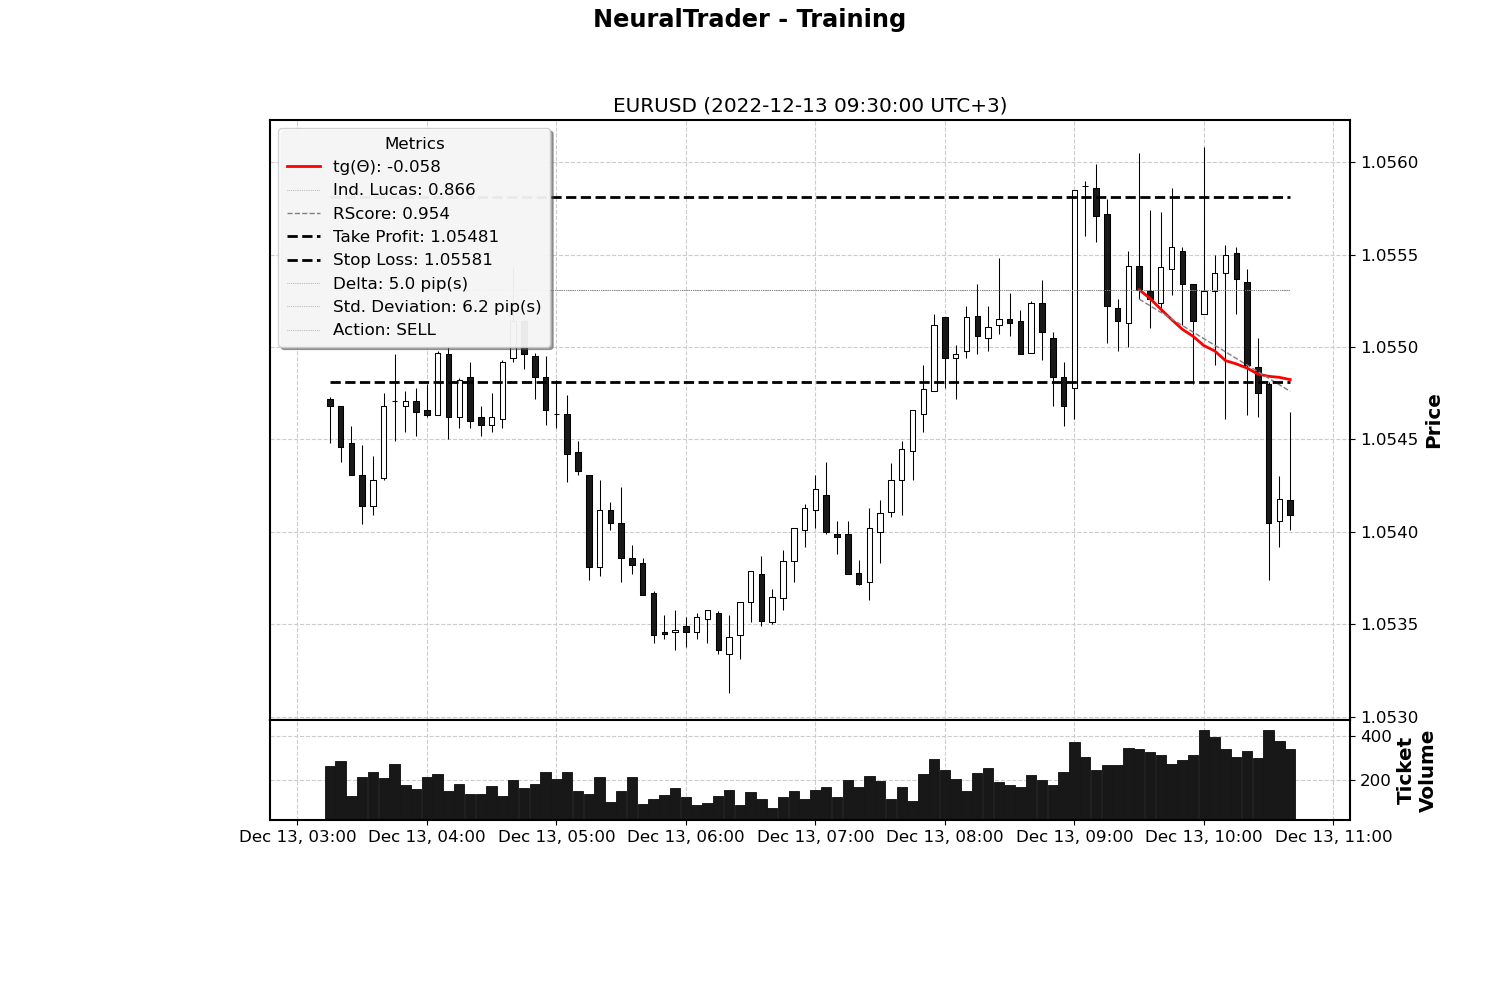 NeuralTrader - Training
EURUSD (2022-12-13 09:30:00 UTC+3)
Metrics
tg(Θ): -0.058
Ind. Lucas: 0.866
RScore: 0.954
Take Profit: 1.05481
Stop Loss: 1.05581
Delta: 5.0 pip(s)
Std. Deviation: 6.2 pip(s)
Action: SELL
1.0560
1.0555
1.0550
1.0545
1.0540
1.0535
1.0530
Price
400
200
Ticket
Volume
Dec 13, 03:00 Dec 13, 04:00 Dec 13, 05:00 Dec 13, 06:00 Dec 13, 07:00 Dec 13, 08:00 Dec 13, 09:00 Dec 13, 10:00 Dec 13, 11:00